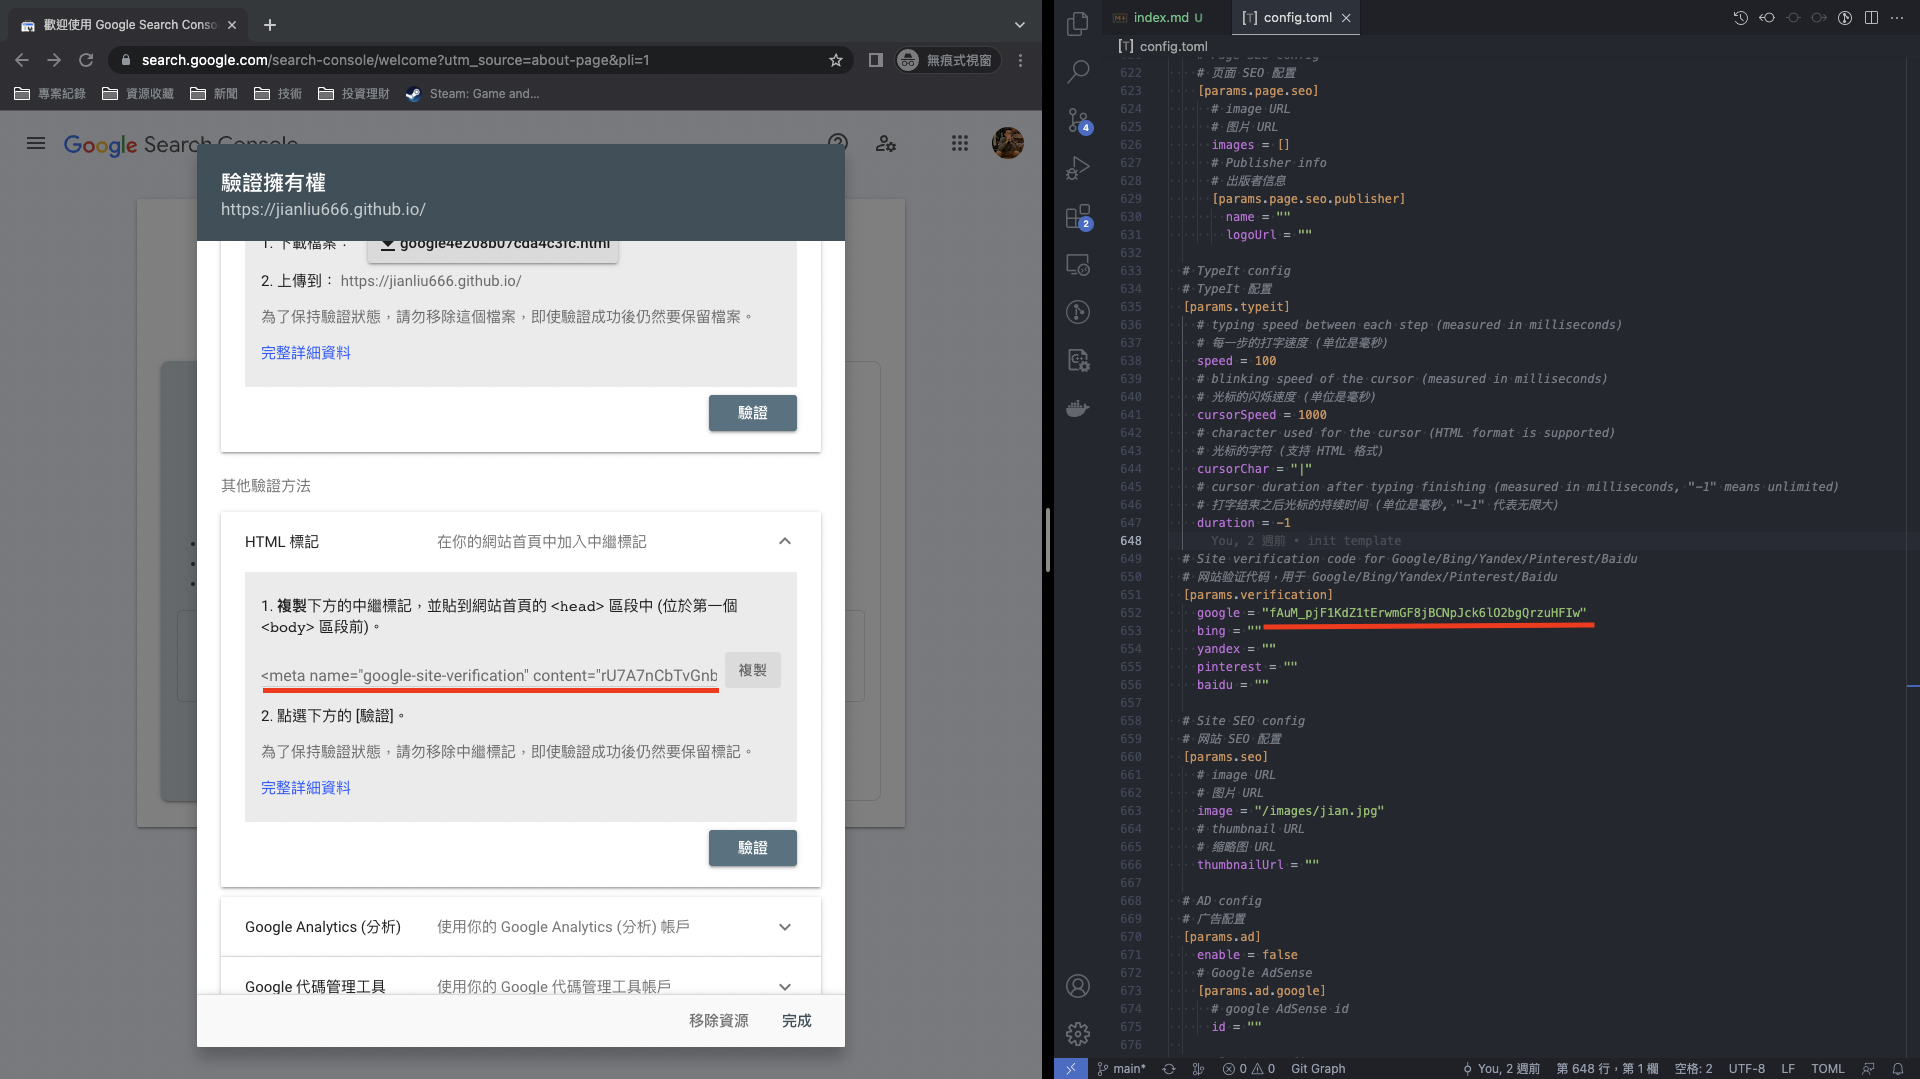 歡迎使用 Google Search Conso
search.google.com/search-console/welcome?utm_source=about-page&pli=1
無痕式視窗
專案紀錄
資源收藏
新聞
技術
投資理財
Steam: Game and...
Google Search Console
驗證擁有權
https://jianliu666.github.io/
1. 下載檔案：
google4e208b07cda4c3fc.html
2. 上傳到： https://jianliu666.github.io/
為了保持驗證狀態，請勿移除這個檔案，即使驗證成功後仍然要保留檔案。
完整詳細資料
驗證
其他驗證方法
HTML 標記
在你的網站首頁中加入中繼標記
1. 複製下方的中繼標記，並貼到網站首頁的 <head> 區段中 (位於第一個
<body> 區段前)。
<meta name="google-site-verification" content="rU7A7nCbTvGnb
複製
2. 點選下方的 [驗證]。
為了保持驗證狀態，請勿移除中繼標記，即使驗證成功後仍然要保留標記。
完整詳細資料
驗證
Google Analytics (分析)
使用你的 Google Analytics (分析) 帳戶
Google 代碼管理工具
使用你的 Google 代碼管理工具帳戶
移除資源
完成
index.md U
[T] config.toml
[T] config.toml
4
2
622 # 页面 SEO 配置
623 [params.page.seo]
624 # image URL
625 # 图片 URL
626 images = []
627 # Publisher info
628 # 出版者信息
629 [params.page.seo.publisher]
630 name = ""
631 logoUrl = ""
632
633 # TypeIt config
634 # TypeIt 配置
635 [params.typeit]
636 # typing speed between each step (measured in milliseconds)
637 # 每一步的打字速度 (单位是毫秒)
638 speed = 100
639 # blinking speed of the cursor (measured in milliseconds)
640 # 光标的闪烁速度 (单位是毫秒)
641 cursorSpeed = 1000
642 # character used for the cursor (HTML format is supported)
643 # 光标的字符 (支持 HTML 格式)
644 cursorChar = "|"
645 # cursor duration after typing finishing (measured in milliseconds, "-1" means unlimited)
646 # 打字结束之后光标的持续时间 (单位是毫秒, "-1" 代表无限大)
647 duration = -1
648 You, 2 週前 • init template
649 # Site verification code for Google/Bing/Yandex/Pinterest/Baidu
650 # 网站验证代码，用于 Google/Bing/Yandex/Pinterest/Baidu
651 [params.verification]
652 google = "fAuM_pjF1KdZ1tErwmGF8jBCNpJck6lO2bgQrzuHFIw"
653 bing = ""
654 yandex = ""
655 pinterest = ""
656 baidu = ""
657
658 # Site SEO config
659 # 网站 SEO 配置
660 [params.seo]
661 # image URL
662 # 图片 URL
663 image = "/images/jian.jpg"
664 # thumbnail URL
665 # 缩略图 URL
666 thumbnailUrl = ""
667
668 # AD config
669 # 广告配置
670 [params.ad]
671 enable = false
672 # Google AdSense
673 [params.ad.google]
674 # google AdSense id
675 id = ""
676
main*
0
0
Git Graph
You, 2 週前
第 648 行，第 1 欄
空格: 2
UTF-8
LF
TOML